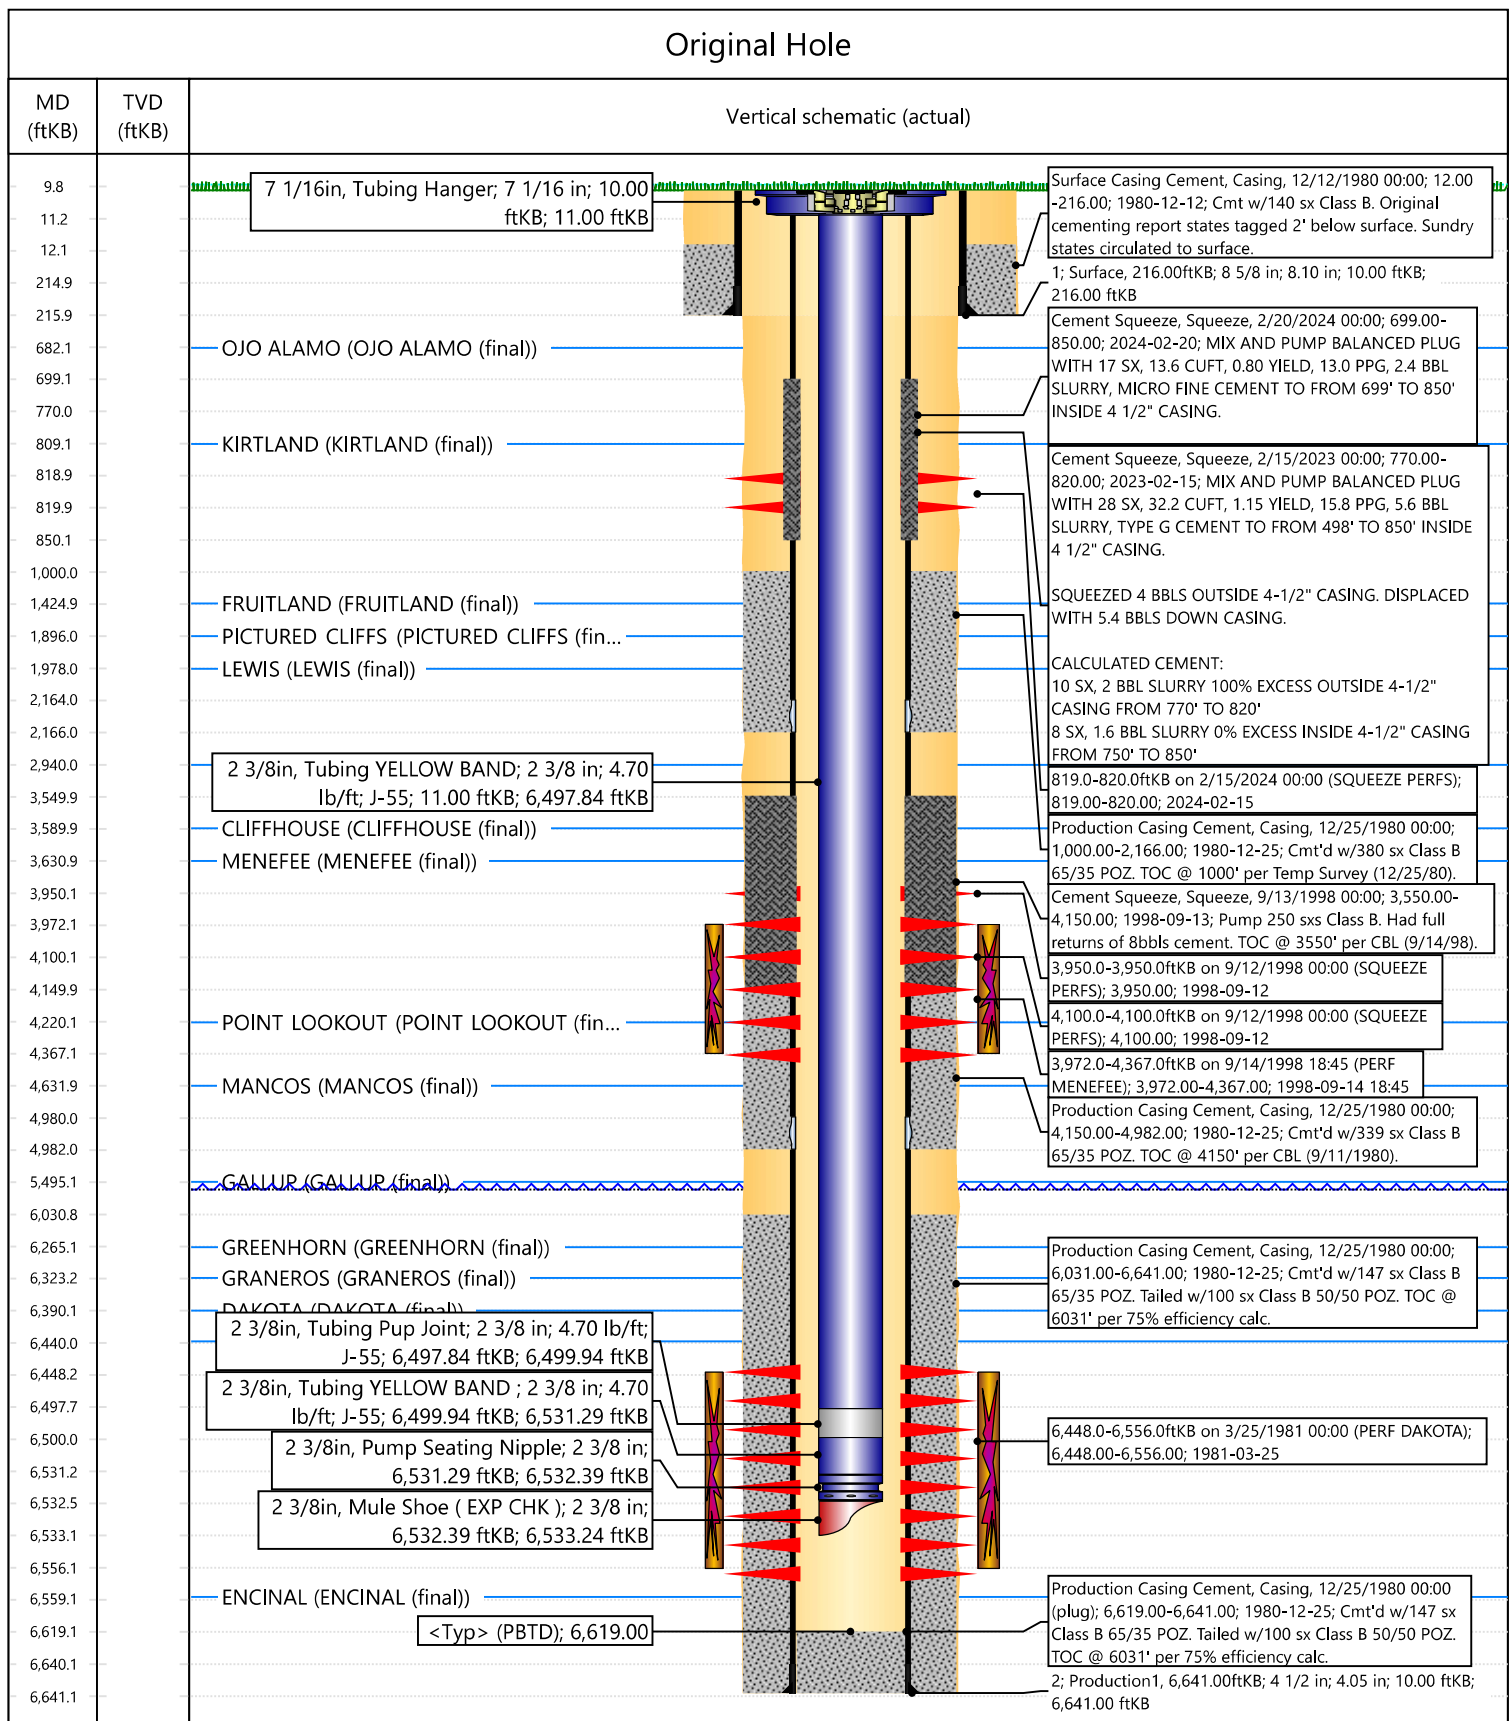 Original Hole
MD
(ftKB)
TVD
(ftKB)
Vertical schematic (actual)
9.8
11.2
12.1
214.9
215.9
682.1
699.1
770.0
809.1
818.9
819.9
850.1
1,000.0
1,424.9
1,896.0
1,978.0
2,164.0
2,166.0
2,940.0
3,549.9
3,589.9
3,630.9
3,950.1
3,972.1
4,100.1
4,149.9
4,220.1
4,367.1
4,631.9
4,980.0
4,982.0
5,495.1
6,030.8
6,265.1
6,323.2
6,390.1
6,440.0
6,448.2
6,497.7
6,500.0
6,531.2
6,532.5
6,533.1
6,556.1
6,559.1
6,619.1
6,640.1
6,641.1
7 1/16in, Tubing Hanger; 7 1/16 in; 10.00
ftKB; 11.00 ftKB
OJO ALAMO (OJO ALAMO (final))
KIRTLAND (KIRTLAND (final))
FRUITLAND (FRUITLAND (final))
PICTURED CLIFFS (PICTURED CLIFFS (fin...
LEWIS (LEWIS (final))
2 3/8in, Tubing YELLOW BAND; 2 3/8 in; 4.70
lb/ft; J-55; 11.00 ftKB; 6,497.84 ftKB
CLIFFHOUSE (CLIFFHOUSE (final))
MENEFEE (MENEFEE (final))
POINT LOOKOUT (POINT LOOKOUT (fin...
MANCOS (MANCOS (final))
GALLUP (GALLUP (final))
GREENHORN (GREENHORN (final))
GRANEROS (GRANEROS (final))
DAKOTA (DAKOTA (final))
2 3/8in, Tubing Pup Joint; 2 3/8 in; 4.70 lb/ft;
J-55; 6,497.84 ftKB; 6,499.94 ftKB
2 3/8in, Tubing YELLOW BAND ; 2 3/8 in; 4.70
lb/ft; J-55; 6,499.94 ftKB; 6,531.29 ftKB
2 3/8in, Pump Seating Nipple; 2 3/8 in;
6,531.29 ftKB; 6,532.39 ftKB
2 3/8in, Mule Shoe ( EXP CHK ); 2 3/8 in;
6,532.39 ftKB; 6,533.24 ftKB
ENCINAL (ENCINAL (final))
<Typ> (PBTD); 6,619.00
Surface Casing Cement, Casing, 12/12/1980 00:00; 12.00
-216.00; 1980-12-12; Cmt w/140 sx Class B. Original
cementing report states tagged 2' below surface. Sundry
states circulated to surface.
1; Surface, 216.00ftKB; 8 5/8 in; 8.10 in; 10.00 ftKB;
216.00 ftKB
Cement Squeeze, Squeeze, 2/20/2024 00:00; 699.00-
850.00; 2024-02-20; MIX AND PUMP BALANCED PLUG
WITH 17 SX, 13.6 CUFT, 0.80 YIELD, 13.0 PPG, 2.4 BBL
SLURRY, MICRO FINE CEMENT TO FROM 699' TO 850'
INSIDE 4 1/2" CASING.
Cement Squeeze, Squeeze, 2/15/2023 00:00; 770.00-
820.00; 2023-02-15; MIX AND PUMP BALANCED PLUG
WITH 28 SX, 32.2 CUFT, 1.15 YIELD, 15.8 PPG, 5.6 BBL
SLURRY, TYPE G CEMENT TO FROM 498' TO 850' INSIDE
4 1/2" CASING.
SQUEEZED 4 BBLS OUTSIDE 4-1/2" CASING. DISPLACED
WITH 5.4 BBLS DOWN CASING.
CALCULATED CEMENT:
10 SX, 2 BBL SLURRY 100% EXCESS OUTSIDE 4-1/2"
CASING FROM 770' TO 820'
8 SX, 1.6 BBL SLURRY 0% EXCESS INSIDE 4-1/2" CASING
FROM 750' TO 850'
819.0-820.0ftKB on 2/15/2024 00:00 (SQUEEZE PERFS);
819.00-820.00; 2024-02-15
Production Casing Cement, Casing, 12/25/1980 00:00;
1,000.00-2,166.00; 1980-12-25; Cmt'd w/380 sx Class B
65/35 POZ. TOC @ 1000' per Temp Survey (12/25/80).
Cement Squeeze, Squeeze, 9/13/1998 00:00; 3,550.00-
4,150.00; 1998-09-13; Pump 250 sxs Class B. Had full
returns of 8bbls cement. TOC @ 3550' per CBL (9/14/98).
3,950.0-3,950.0ftKB on 9/12/1998 00:00 (SQUEEZE
PERFS); 3,950.00; 1998-09-12
4,100.0-4,100.0ftKB on 9/12/1998 00:00 (SQUEEZE
PERFS); 4,100.00; 1998-09-12
3,972.0-4,367.0ftKB on 9/14/1998 18:45 (PERF
MENEFEE); 3,972.00-4,367.00; 1998-09-14 18:45
Production Casing Cement, Casing, 12/25/1980 00:00;
4,150.00-4,982.00; 1980-12-25; Cmt'd w/339 sx Class B
65/35 POZ. TOC @ 4150' per CBL (9/11/1980).
Production Casing Cement, Casing, 12/25/1980 00:00;
6,031.00-6,641.00; 1980-12-25; Cmt'd w/147 sx Class B
65/35 POZ. Tailed w/100 sx Class B 50/50 POZ. TOC @
6031' per 75% efficiency calc.
6,448.0-6,556.0ftKB on 3/25/1981 00:00 (PERF DAKOTA);
6,448.00-6,556.00; 1981-03-25
Production Casing Cement, Casing, 12/25/1980 00:00
(plug); 6,619.00-6,641.00; 1980-12-25; Cmt'd w/147 sx
Class B 65/35 POZ. Tailed w/100 sx Class B 50/50 POZ.
TOC @ 6031' per 75% efficiency calc.
2; Production1, 6,641.00ftKB; 4 1/2 in; 4.05 in; 10.00 ftKB;
6,641.00 ftKB